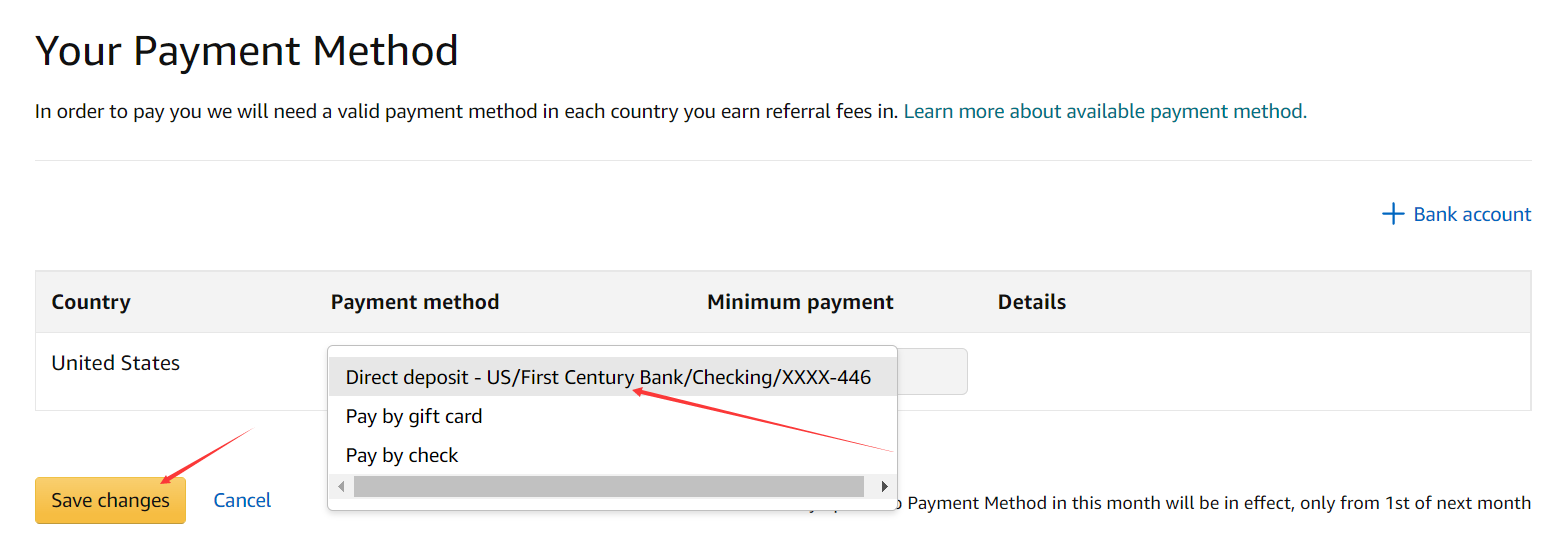 Your Payment Method
In order to pay you we will need a valid payment method in each country you earn referral fees in. Learn more about available payment method.
+ Bank account
Country Payment method Minimum payment Details
United States
Direct deposit - US/First Century Bank/Checking/XXXX-446
Pay by gift card
Pay by check
Save changes Cancel
Payment Method in this month will be in effect, only from 1st of next month